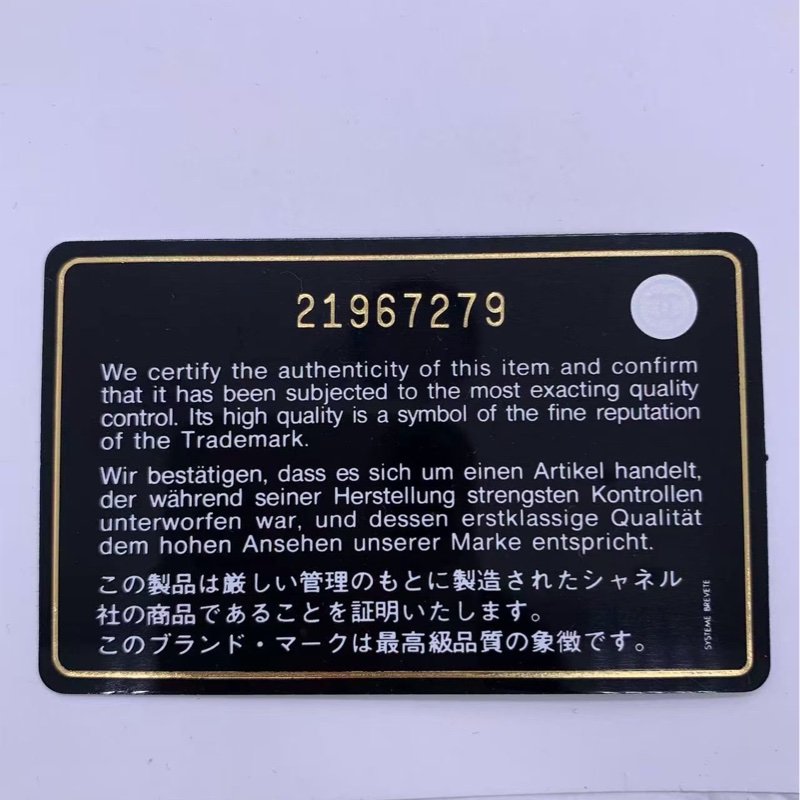 21967279
We certify the authenticity of this item and confirm
that it has been subjected to the most exacting quality
control. Its high quality is a symbol of the fine reputation
of the Trademark.
Wir bestätigen, dass es sich um einen Artikel handelt,
der während seiner Herstellung strengsten Kontrollen
unterworfen war, und dessen erstklassige Qualität
dem hohen Ansehen unserer Marke entspricht.
この製品は厳しい管理のもとに製造されたシャネル
社の商品であることを証明いたします。
このブランド・マークは最高級品質の象徴です。
SYSTEME BREVETE